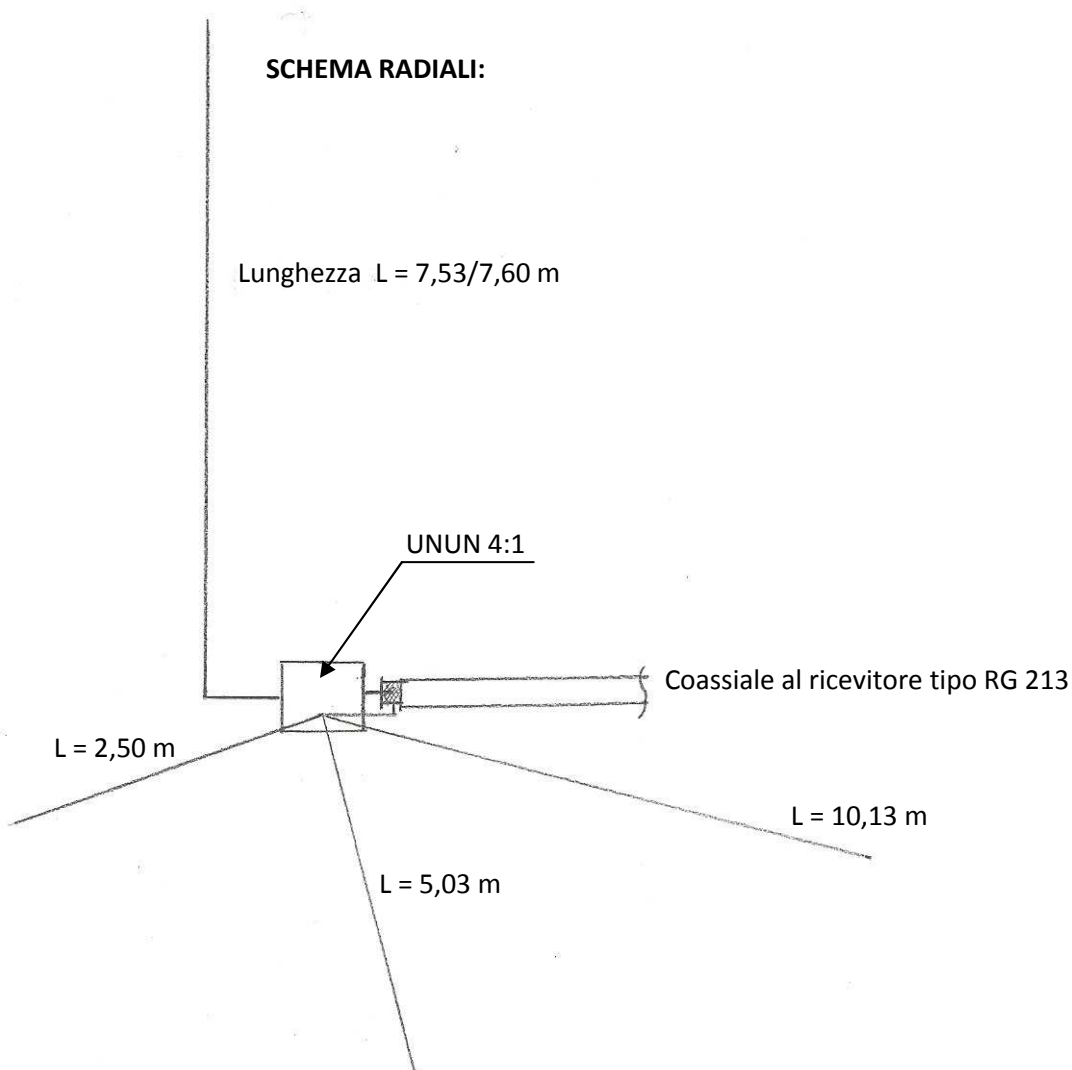 SCHEMA RADIALI:
Lunghezza L = 7,53/7,60 m
UNUN 4:1
Coassiale al ricevitore tipo RG 213
L = 2,50 m
L = 10,13 m
L = 5,03 m